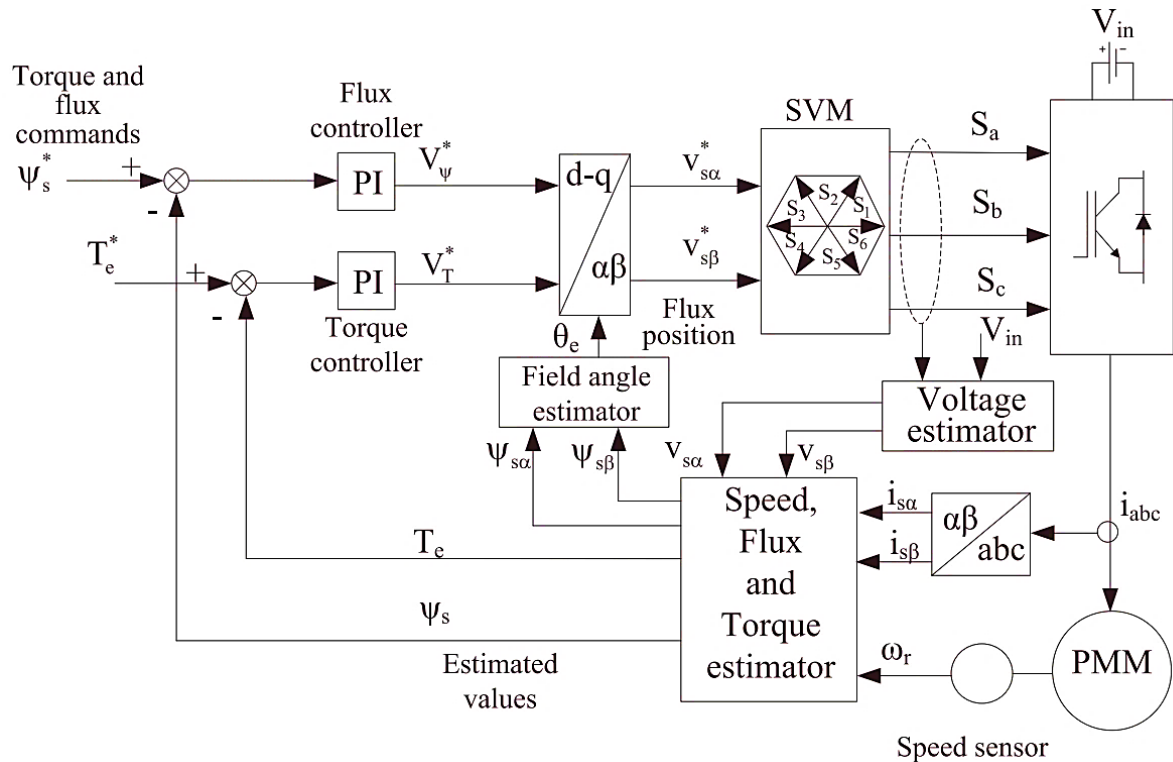 Torque and
flux
commands
ψs*
+
-
Te*
+
-
Flux
controller
PI
Vψ*
PI
VT*
Torque
controller
d-q
αβ
vsα*
vsβ*
Flux
position
θe
Field angle
estimator
ψsα
ψsβ
SVM
S1
S2
S3
S4
S5
S6
Sa
Sb
Sc
Vin
+
-
Vin
Voltage
estimator
vsα
vsβ
Speed,
Flux
and
Torque
estimator
isα
isβ
αβ
abc
iabc
Te
ψs
Estimated
values
ωr
PMM
Speed sensor